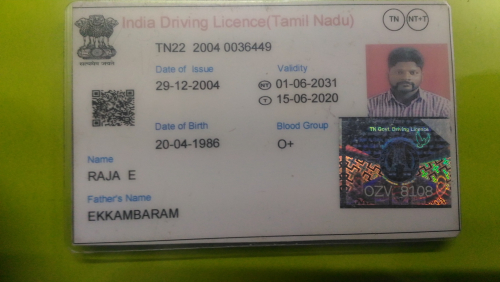 India Driving Licence(Tamil Nadu)
TN
NT+T
TN22 2004 0036449
Date of Issue
Validity
29-12-2004
NT 01-06-2031
T 15-06-2020
Date of Birth
Blood Group
20-04-1986
O+
TN Govt. Driving Licence
OZV 8108
Name
RAJA E
Father's Name
EKKAMBARAM